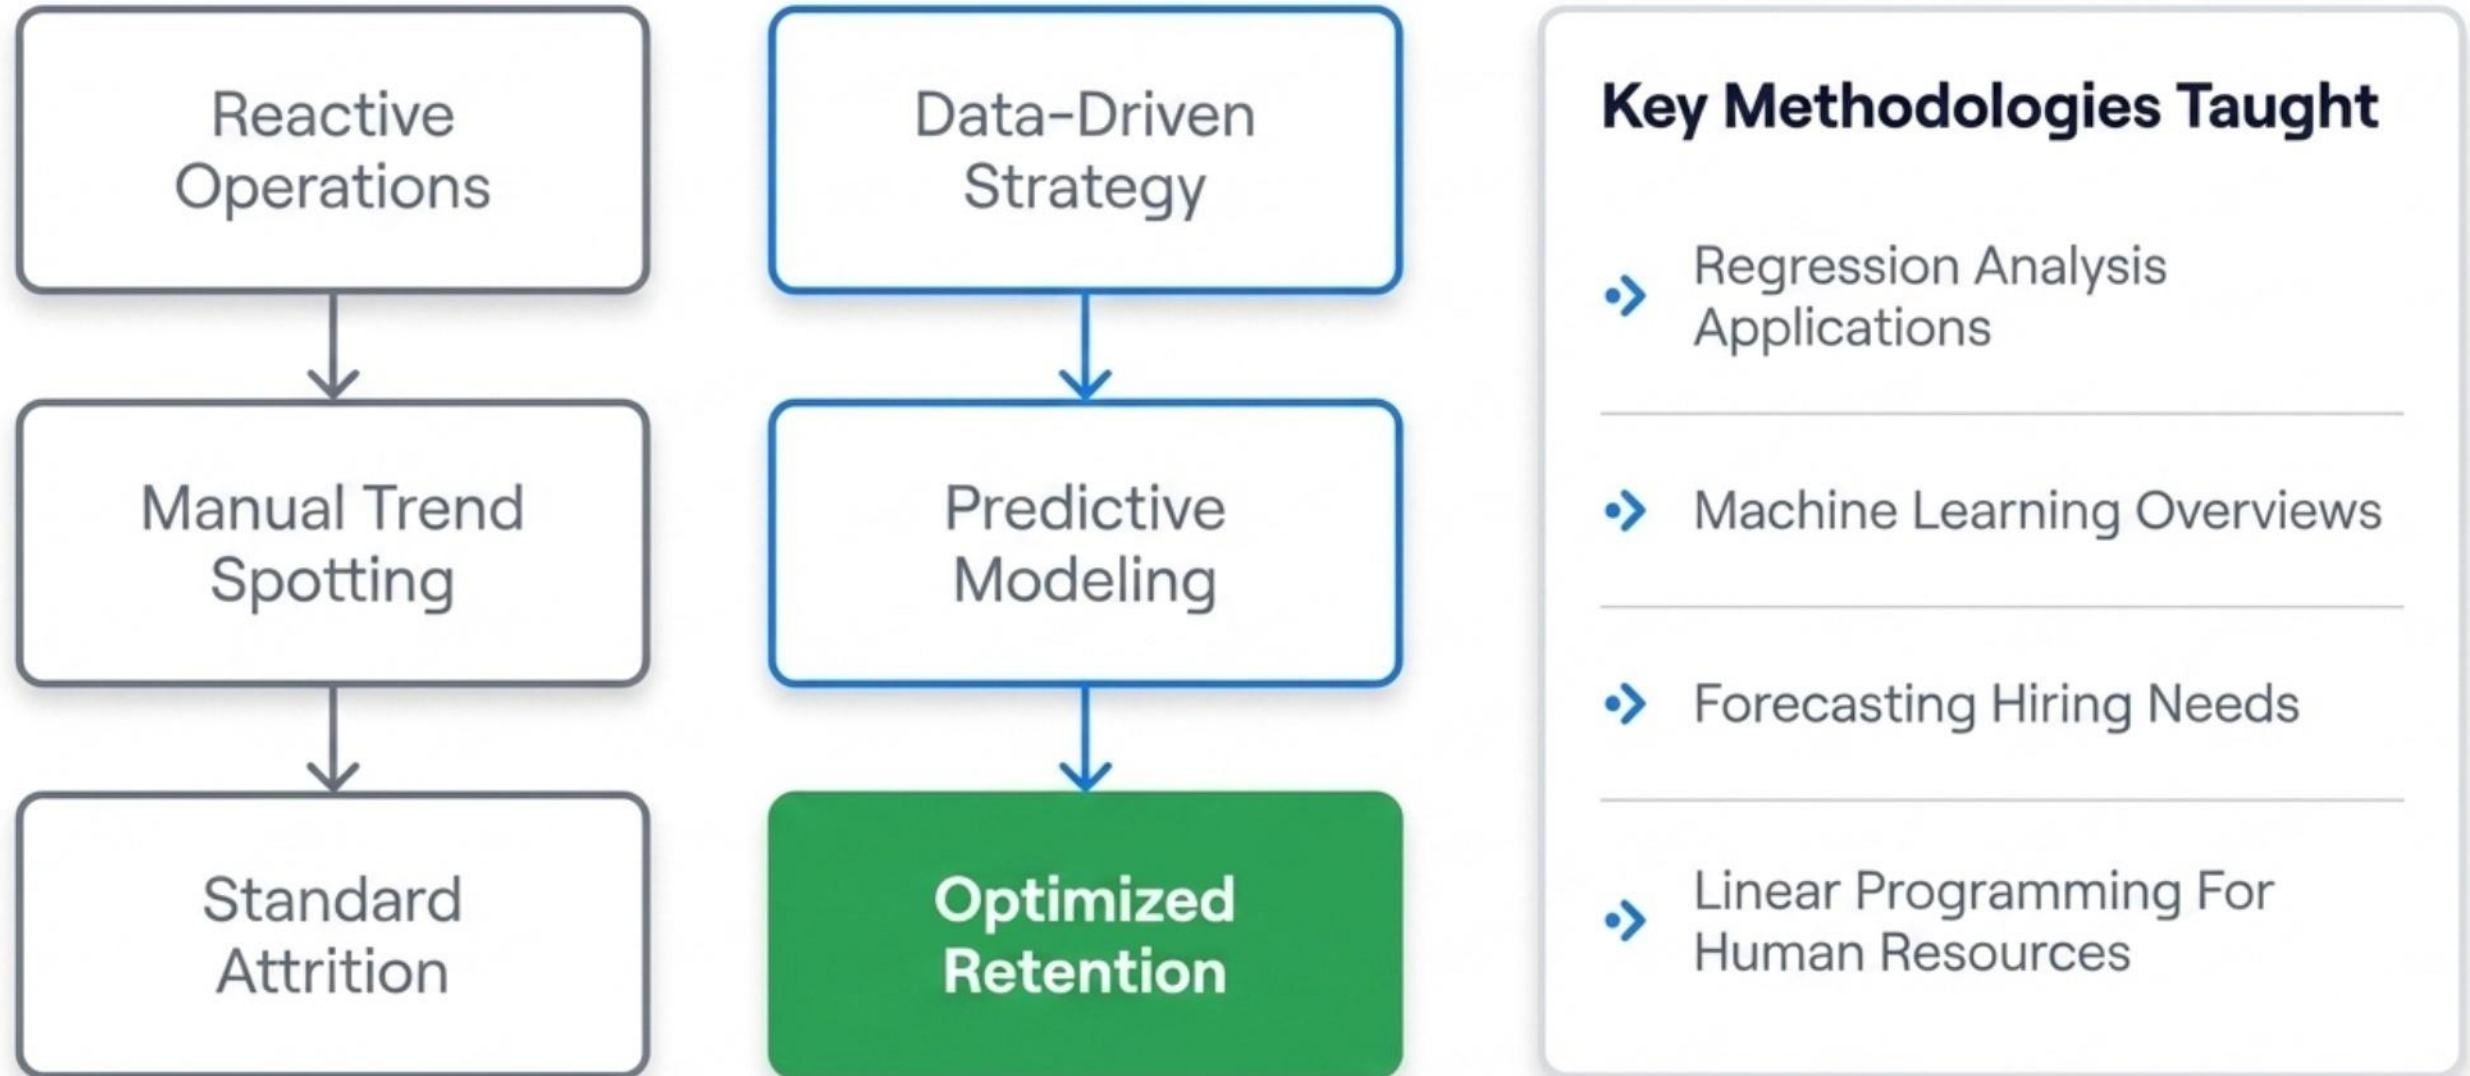 Reactive
Operations
Manual Trend
Spotting
Standard
Attrition
Data-Driven
Strategy
Predictive
Modeling
Optimized
Retention
Key Methodologies Taught
Regression Analysis
Applications
Machine Learning Overviews
Forecasting Hiring Needs
Linear Programming For
Human Resources